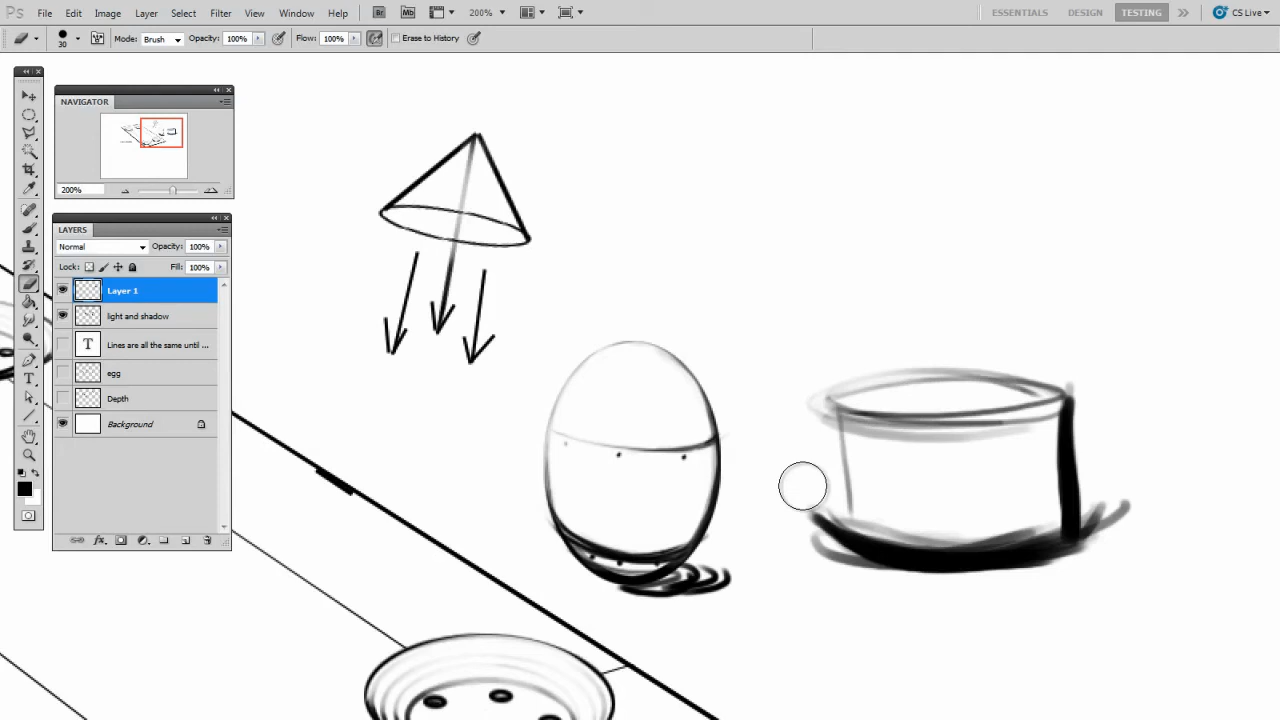 Ps File Edit Image Layer Select Filter View Window Help Br Mb 200% ESSENTIALS DESIGN TESTING CS Live
30 Mode: Brush Opacity: 100% Flow: 100% Erase to History
NAVIGATOR
200%
LAYERS
Normal Opacity: 100%
Lock: Fill: 100%
Layer 1
light and shadow
T Lines are all the same until ...
egg
Depth
Background
fx